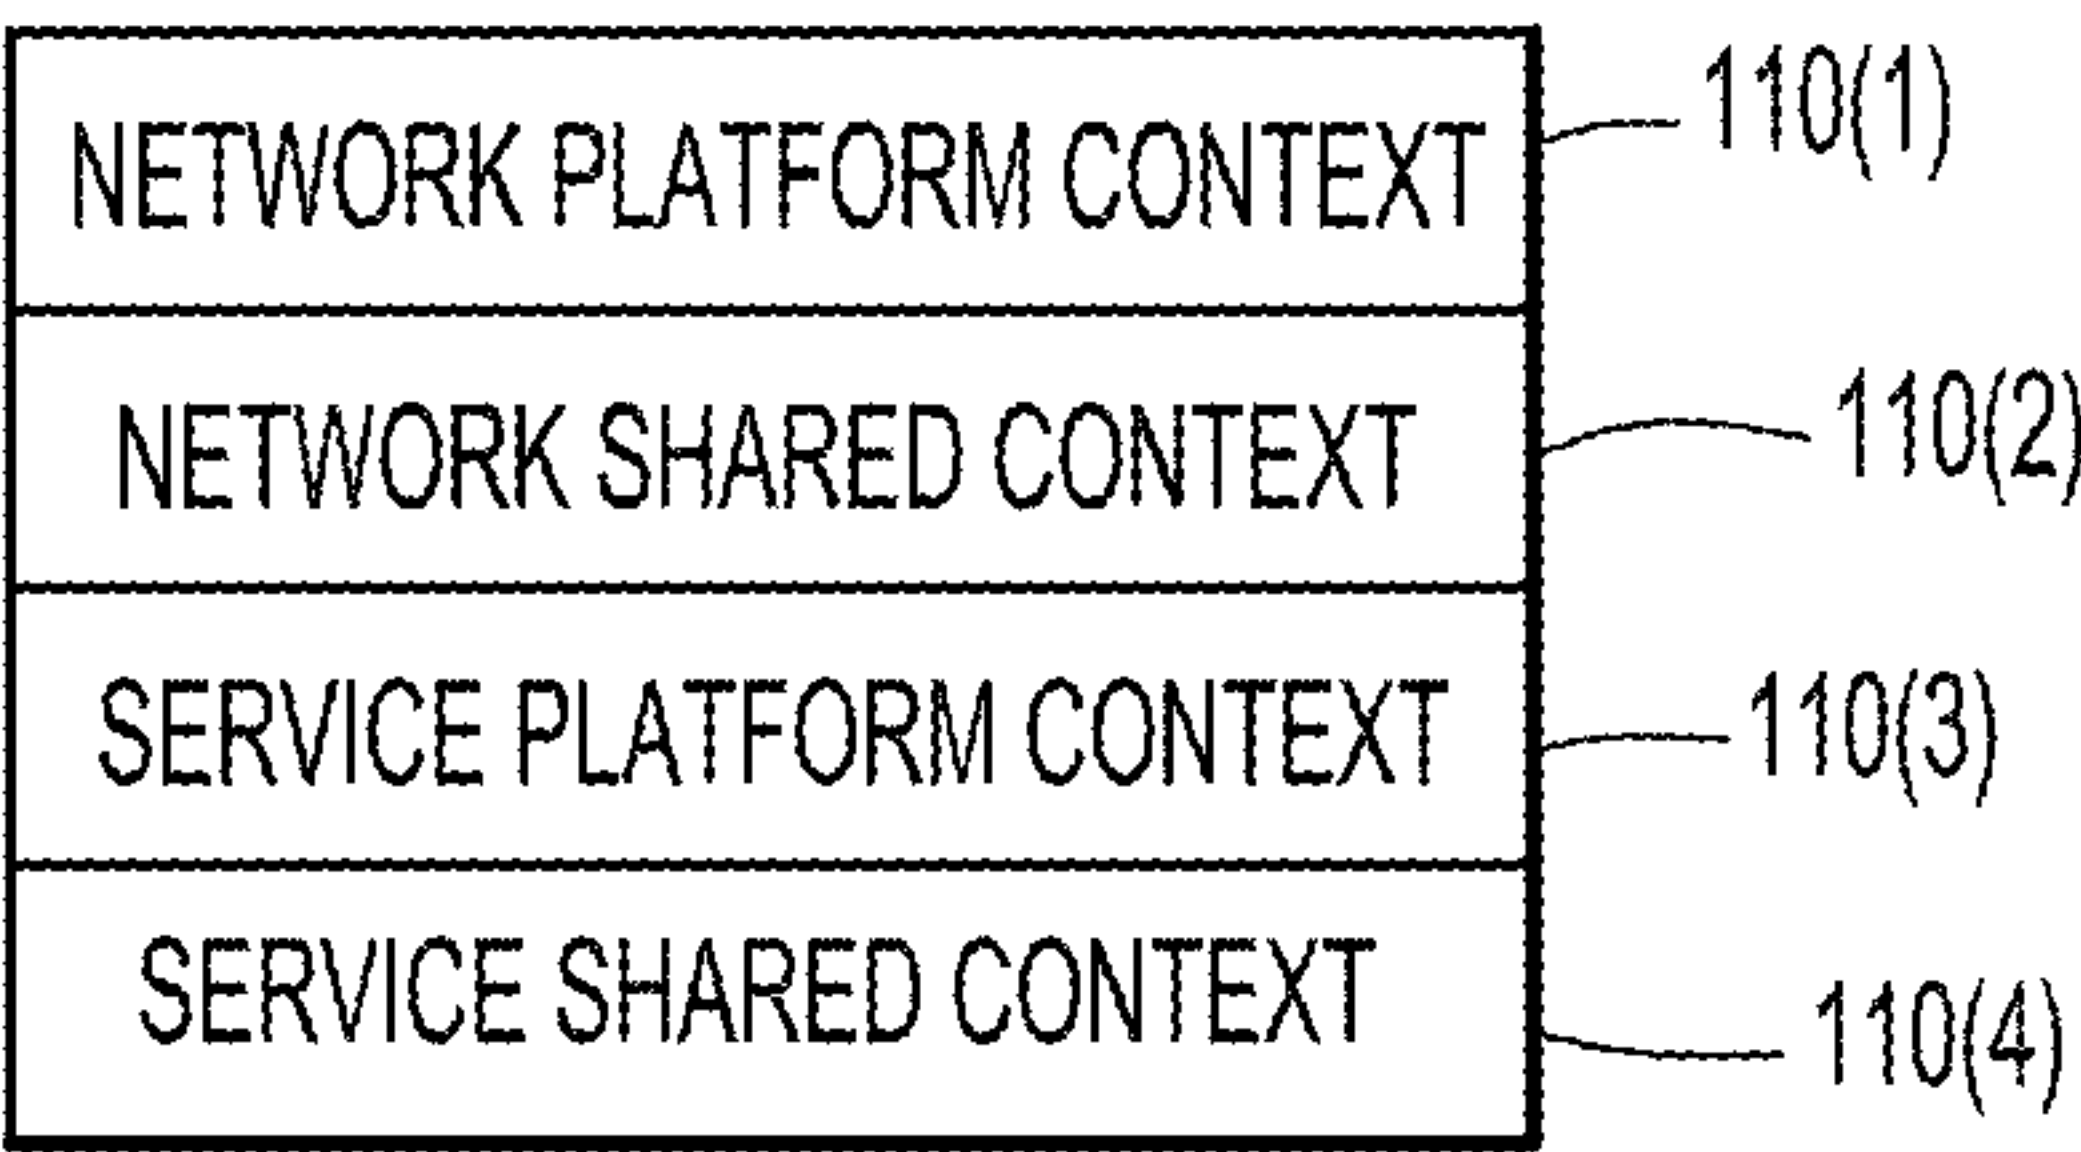 NETWORK PLATFORM CONTEXT 110(1)
NETWORK SHARED CONTEXT 110(2)
SERVICE PLATFORM CONTEXT 110(3)
SERVICE SHARED CONTEXT 110(4)